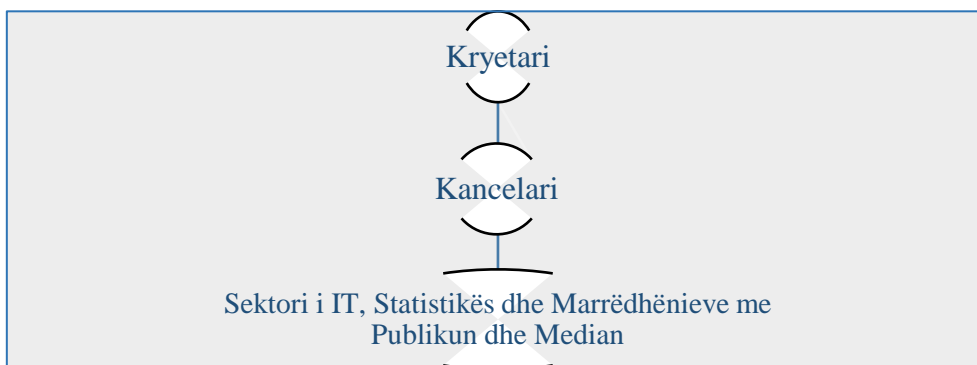 Kryetari
Kancelari
Sektori i IT, Statistikës dhe Marrëdhënieve me
Publikun dhe Median